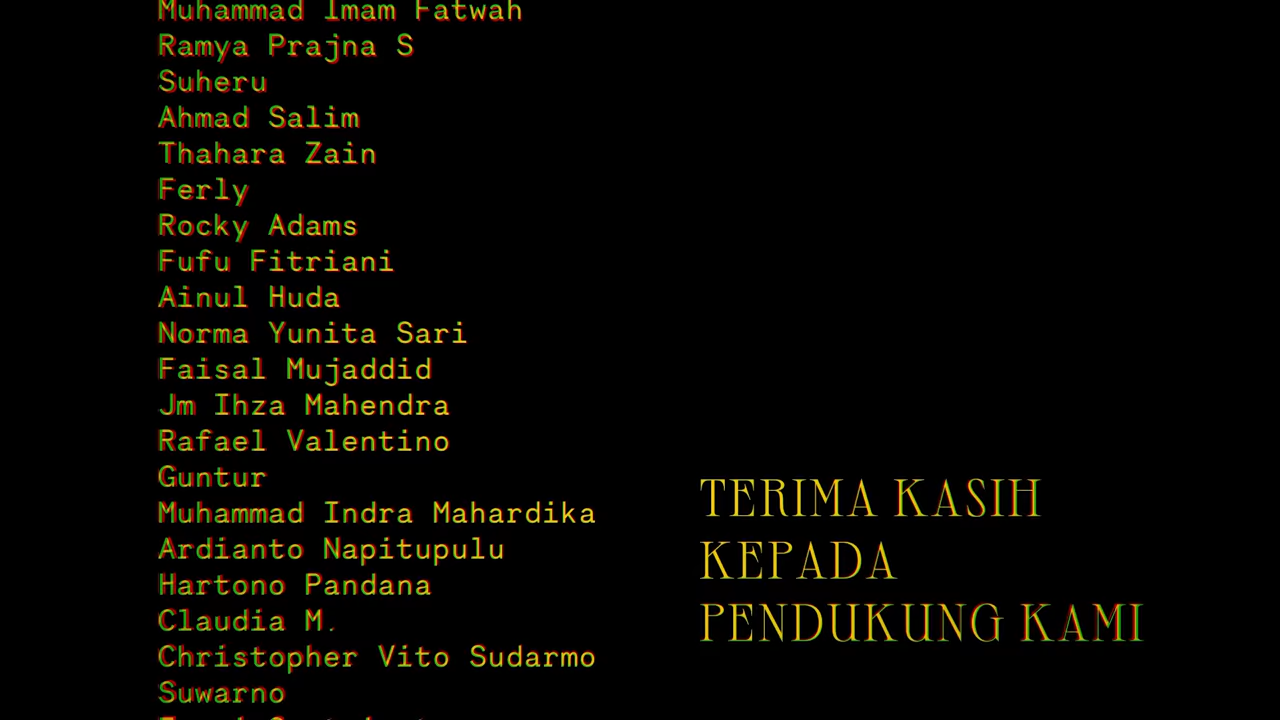 Muhammad Imam Fatwah
Ramya Prajna S
Suheru
Ahmad Salim
Thahara Zain
Ferly
Rocky Adams
Fufu Fitriani
Ainul Huda
Norma Yunita Sari
Faisal Mujaddid
Jm Ihza Mahendra
Rafael Valentino
Guntur
Muhammad Indra Mahardika
Ardianto Napitupulu
Hartono Pandana
Claudia M.
Christopher Vito Sudarmo
Suwarno
TERIMA KASIH
KEPADA
PENDUKUNG KAMI